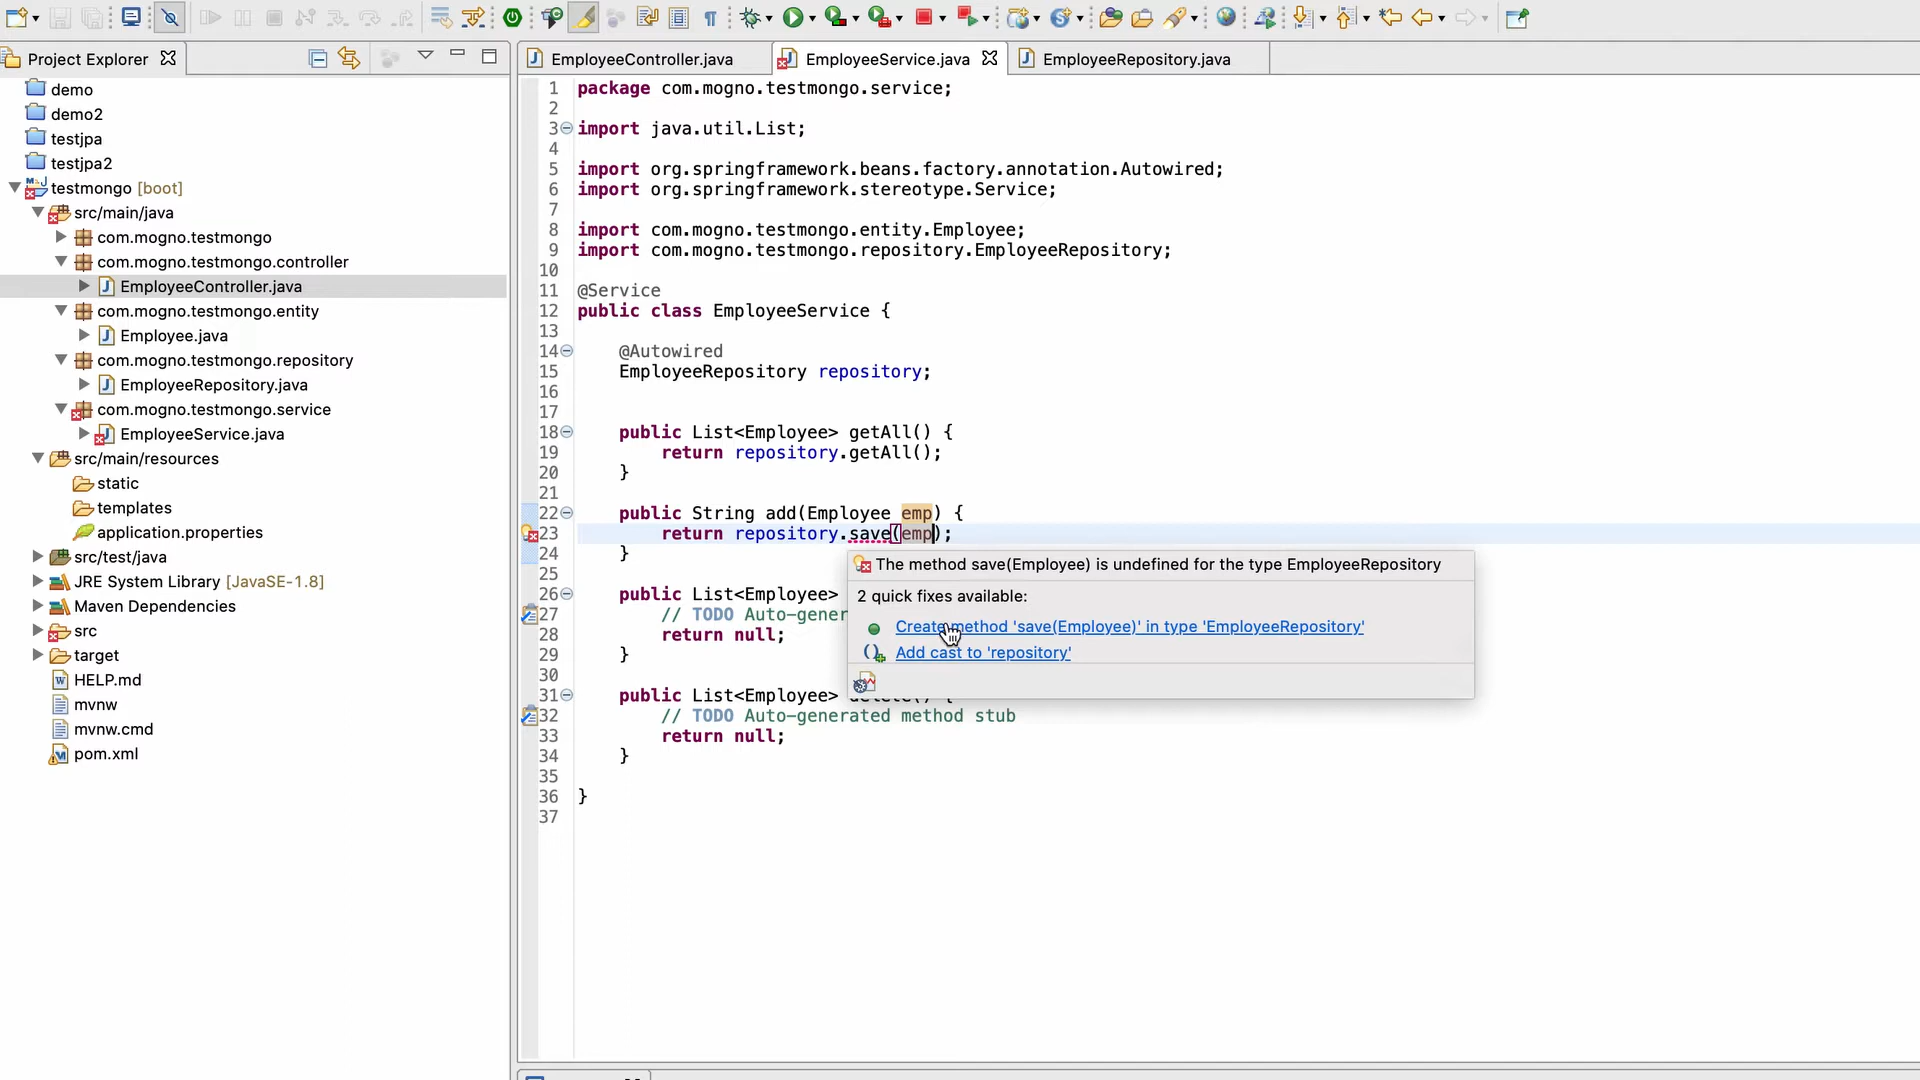 Project Explorer
demo
demo2
testjpa
testjpa2
testmongo [boot]
src/main/java
com.mogno.testmongo
com.mogno.testmongo.controller
EmployeeController.java
com.mogno.testmongo.entity
Employee.java
com.mogno.testmongo.repository
EmployeeRepository.java
com.mogno.testmongo.service
EmployeeService.java
src/main/resources
static
templates
application.properties
src/test/java
JRE System Library [JavaSE-1.8]
Maven Dependencies
src
target
HELP.md
mvnw
mvnw.cmd
pom.xml
EmployeeController.java EmployeeService.java EmployeeRepository.java
1 package com.mogno.testmongo.service;
2
3 import java.util.List;
4
5 import org.springframework.beans.factory.annotation.Autowired;
6 import org.springframework.stereotype.Service;
7
8 import com.mogno.testmongo.entity.Employee;
9 import com.mogno.testmongo.repository.EmployeeRepository;
10
11 @Service
12 public class EmployeeService {
13
14 @Autowired
15 EmployeeRepository repository;
16
17
18 public List<Employee> getAll() {
19 return repository.getAll();
20 }
21
22 public String add(Employee emp) {
23 return repository.save(emp);
24 }
25
26 public List<Employee>
27 // TODO Auto-gener
28 return null;
29 }
30
31 public List<Employee> {
32 // TODO Auto-generated method stub
33 return null;
34 }
35
36 }
37
The method save(Employee) is undefined for the type EmployeeRepository
2 quick fixes available:
Create method 'save(Employee)' in type 'EmployeeRepository'
Add cast to 'repository'